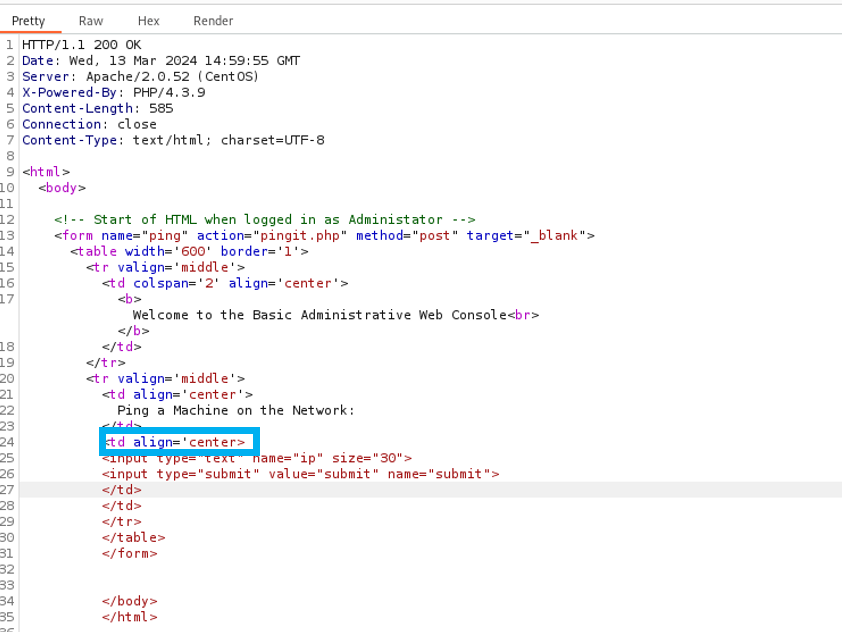 Pretty Raw Hex Render
1 HTTP/1.1 200 OK
2 Date: Wed, 13 Mar 2024 14:59:55 GMT
3 Server: Apache/2.0.52 (CentOS)
4 X-Powered-By: PHP/4.3.9
5 Content-Length: 585
6 Connection: close
7 Content-Type: text/html; charset=UTF-8
8
9 <html>
10 <body>
11
12 <!-- Start of HTML when logged in as Administator -->
13 <form name="ping" action="pingit.php" method="post" target="_blank">
14 <table width='600' border='1'>
15 <tr valign='middle'>
16 <td colspan='2' align='center'>
17 <b>
Welcome to the Basic Administrative Web Console<br>
</b>
18 </td>
19 </tr>
20 <tr valign='middle'>
21 <td align='center'>
22 Ping a Machine on the Network:
23 </td>
24 <td align='center>
25 <input type="text" name="ip" size="30">
26 <input type="submit" value="submit" name="submit">
27 </td>
28 </td>
29 </tr>
30 </table>
31 </form>
32
33
34 </body>
35 </html>